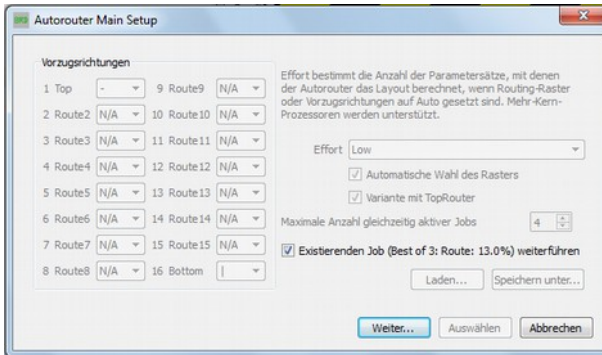 Autorouter Main Setup
Vorzugsrichtungen
1 Top - 9 Route9 N/A
2 Route2 N/A 10 Route10 N/A
3 Route3 N/A 11 Route11 N/A
4 Route4 N/A 12 Route12 N/A
5 Route5 N/A 13 Route13 N/A
6 Route6 N/A 14 Route14 N/A
7 Route7 N/A 15 Route15 N/A
8 Route8 N/A 16 Bottom |
Effort bestimmt die Anzahl der Parametersätze, mit denen
der Autorouter das Layout berechnet, wenn Routing-Raster
oder Vorzugsrichtungen auf Auto gesetzt sind. Mehr-Kern-
Prozessoren werden unterstützt.
Effort Low
Automatische Wahl des Rasters
Variante mit TopRouter
Maximale Anzahl gleichzeitig aktiver Jobs 4
Existierenden Job (Best of 3: Route: 13.0%) weiterführen
Laden... Speichern unter...
Weiter... Auswählen Abbrechen